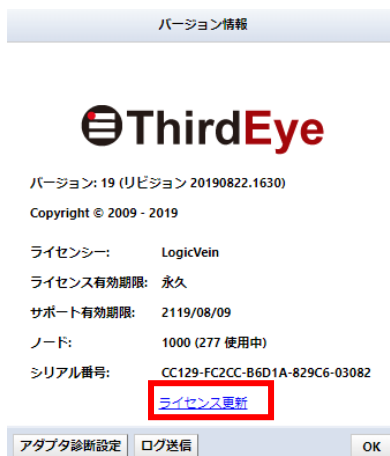 バージョン情報
ThirdEye
バージョン: 19 (リビジョン 20190822.1630)
Copyright © 2009 - 2019
ライセンシー: LogicVein
ライセンス有効期限: 永久
サポート有効期限: 2119/08/09
ノード: 1000 (277 使用中)
シリアル番号: CC129-FC2CC-B6D1A-829C6-03082
ライセンス更新
アダプタ診断設定 ログ送信 OK